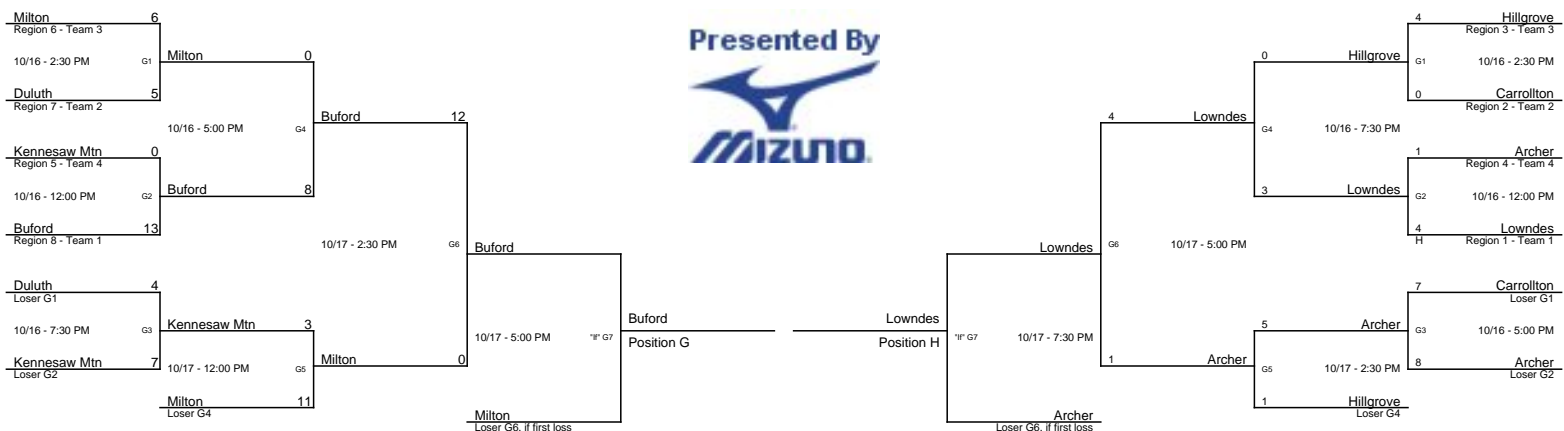 Milton 6
Region 6 - Team 3
10/16 - 2:30 PM G1
Milton 0
Duluth 5
Region 7 - Team 2
10/16 - 5:00 PM G4
Buford 12
Kennesaw Mtn 0
Region 5 - Team 4
10/16 - 12:00 PM G2
Buford 8
Buford 13
Region 8 - Team 1
10/17 - 2:30 PM G6
Buford
Duluth 4
Loser G1
10/16 - 7:30 PM G3
Kennesaw Mtn 3
Kennesaw Mtn 7
Loser G2
10/17 - 12:00 PM G5
Milton 0
Milton 11
Loser G4
10/17 - 5:00 PM "If" G7
Buford
Position G
Milton
Loser G6, if first loss
Presented By
MIZUNO
4 Hillgrove
Region 3 - Team 3
G1 10/16 - 2:30 PM
0 Hillgrove
0 Carrollton
Region 2 - Team 2
G4 10/16 - 7:30 PM
4 Lowndes
1 Archer
Region 4 - Team 4
G2 10/16 - 12:00 PM
3 Lowndes
4 Lowndes
H Region 1 - Team 1
G6 10/17 - 5:00 PM
Lowndes
7 Carrollton
Loser G1
G3 10/16 - 5:00 PM
5 Archer
8 Archer
Loser G2
G5 10/17 - 2:30 PM
1 Archer
1 Hillgrove
Loser G4
"If" G7 10/17 - 7:30 PM
Lowndes
Position H
Archer
Loser G6, if first loss